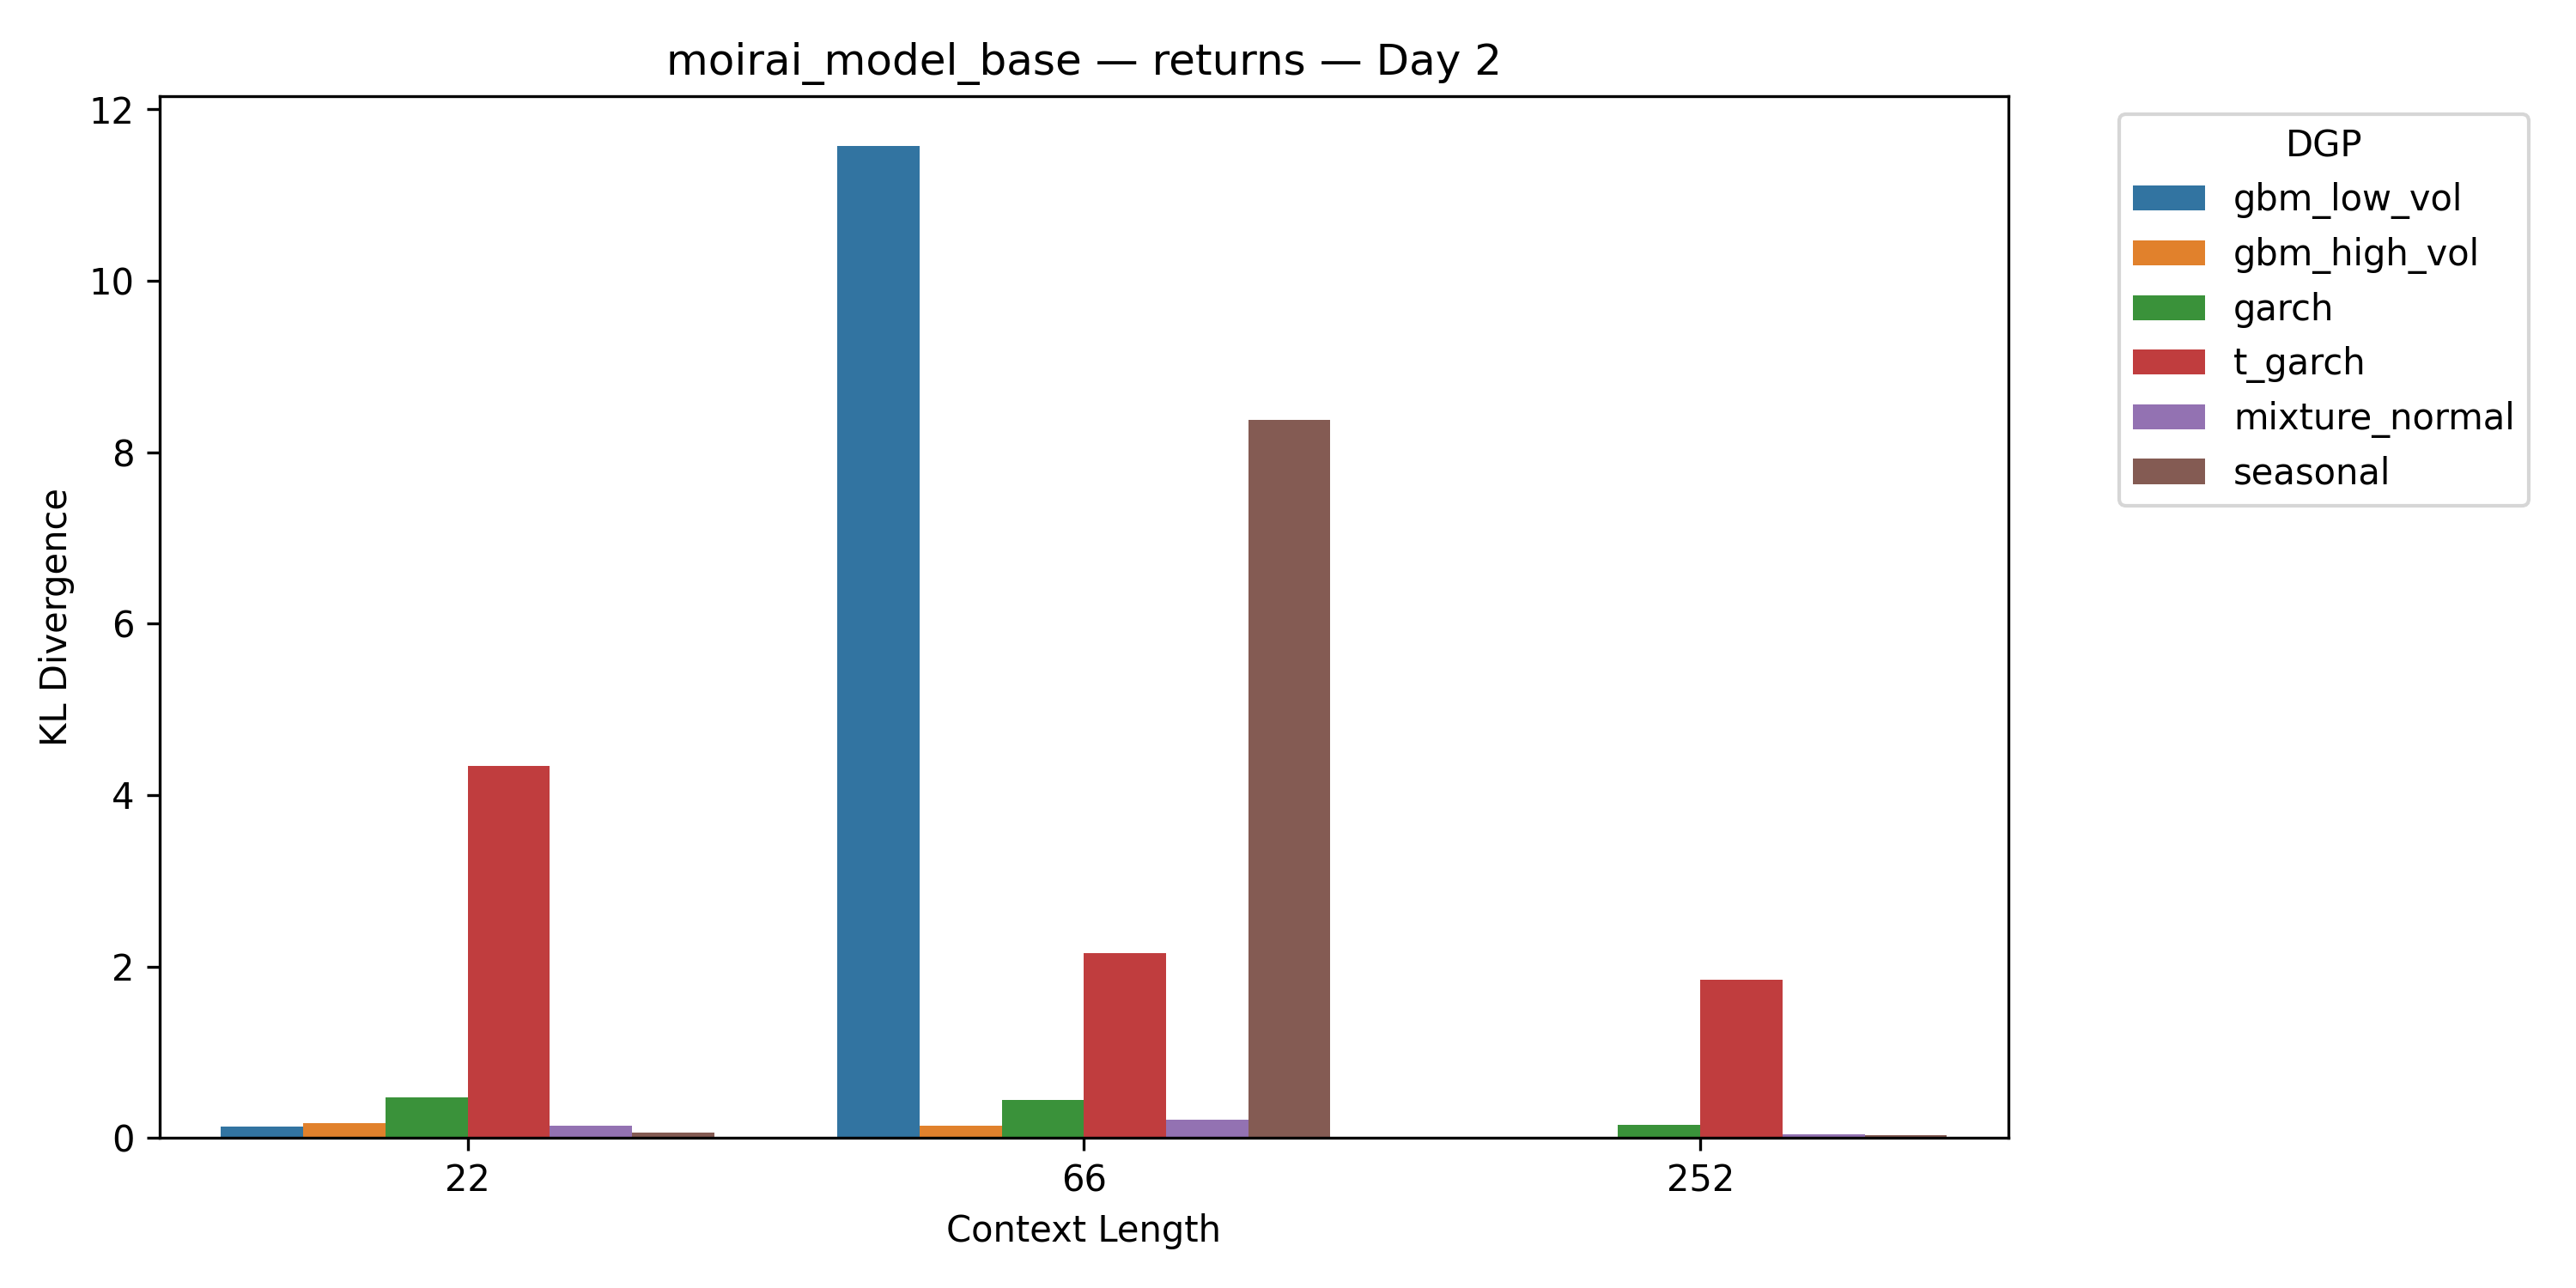 moirai_model_base — returns — Day 2
12
10
8
6
4
2
0
KL Divergence
22
66
252
Context Length
DGP
gbm_low_vol
gbm_high_vol
garch
t_garch
mixture_normal
seasonal